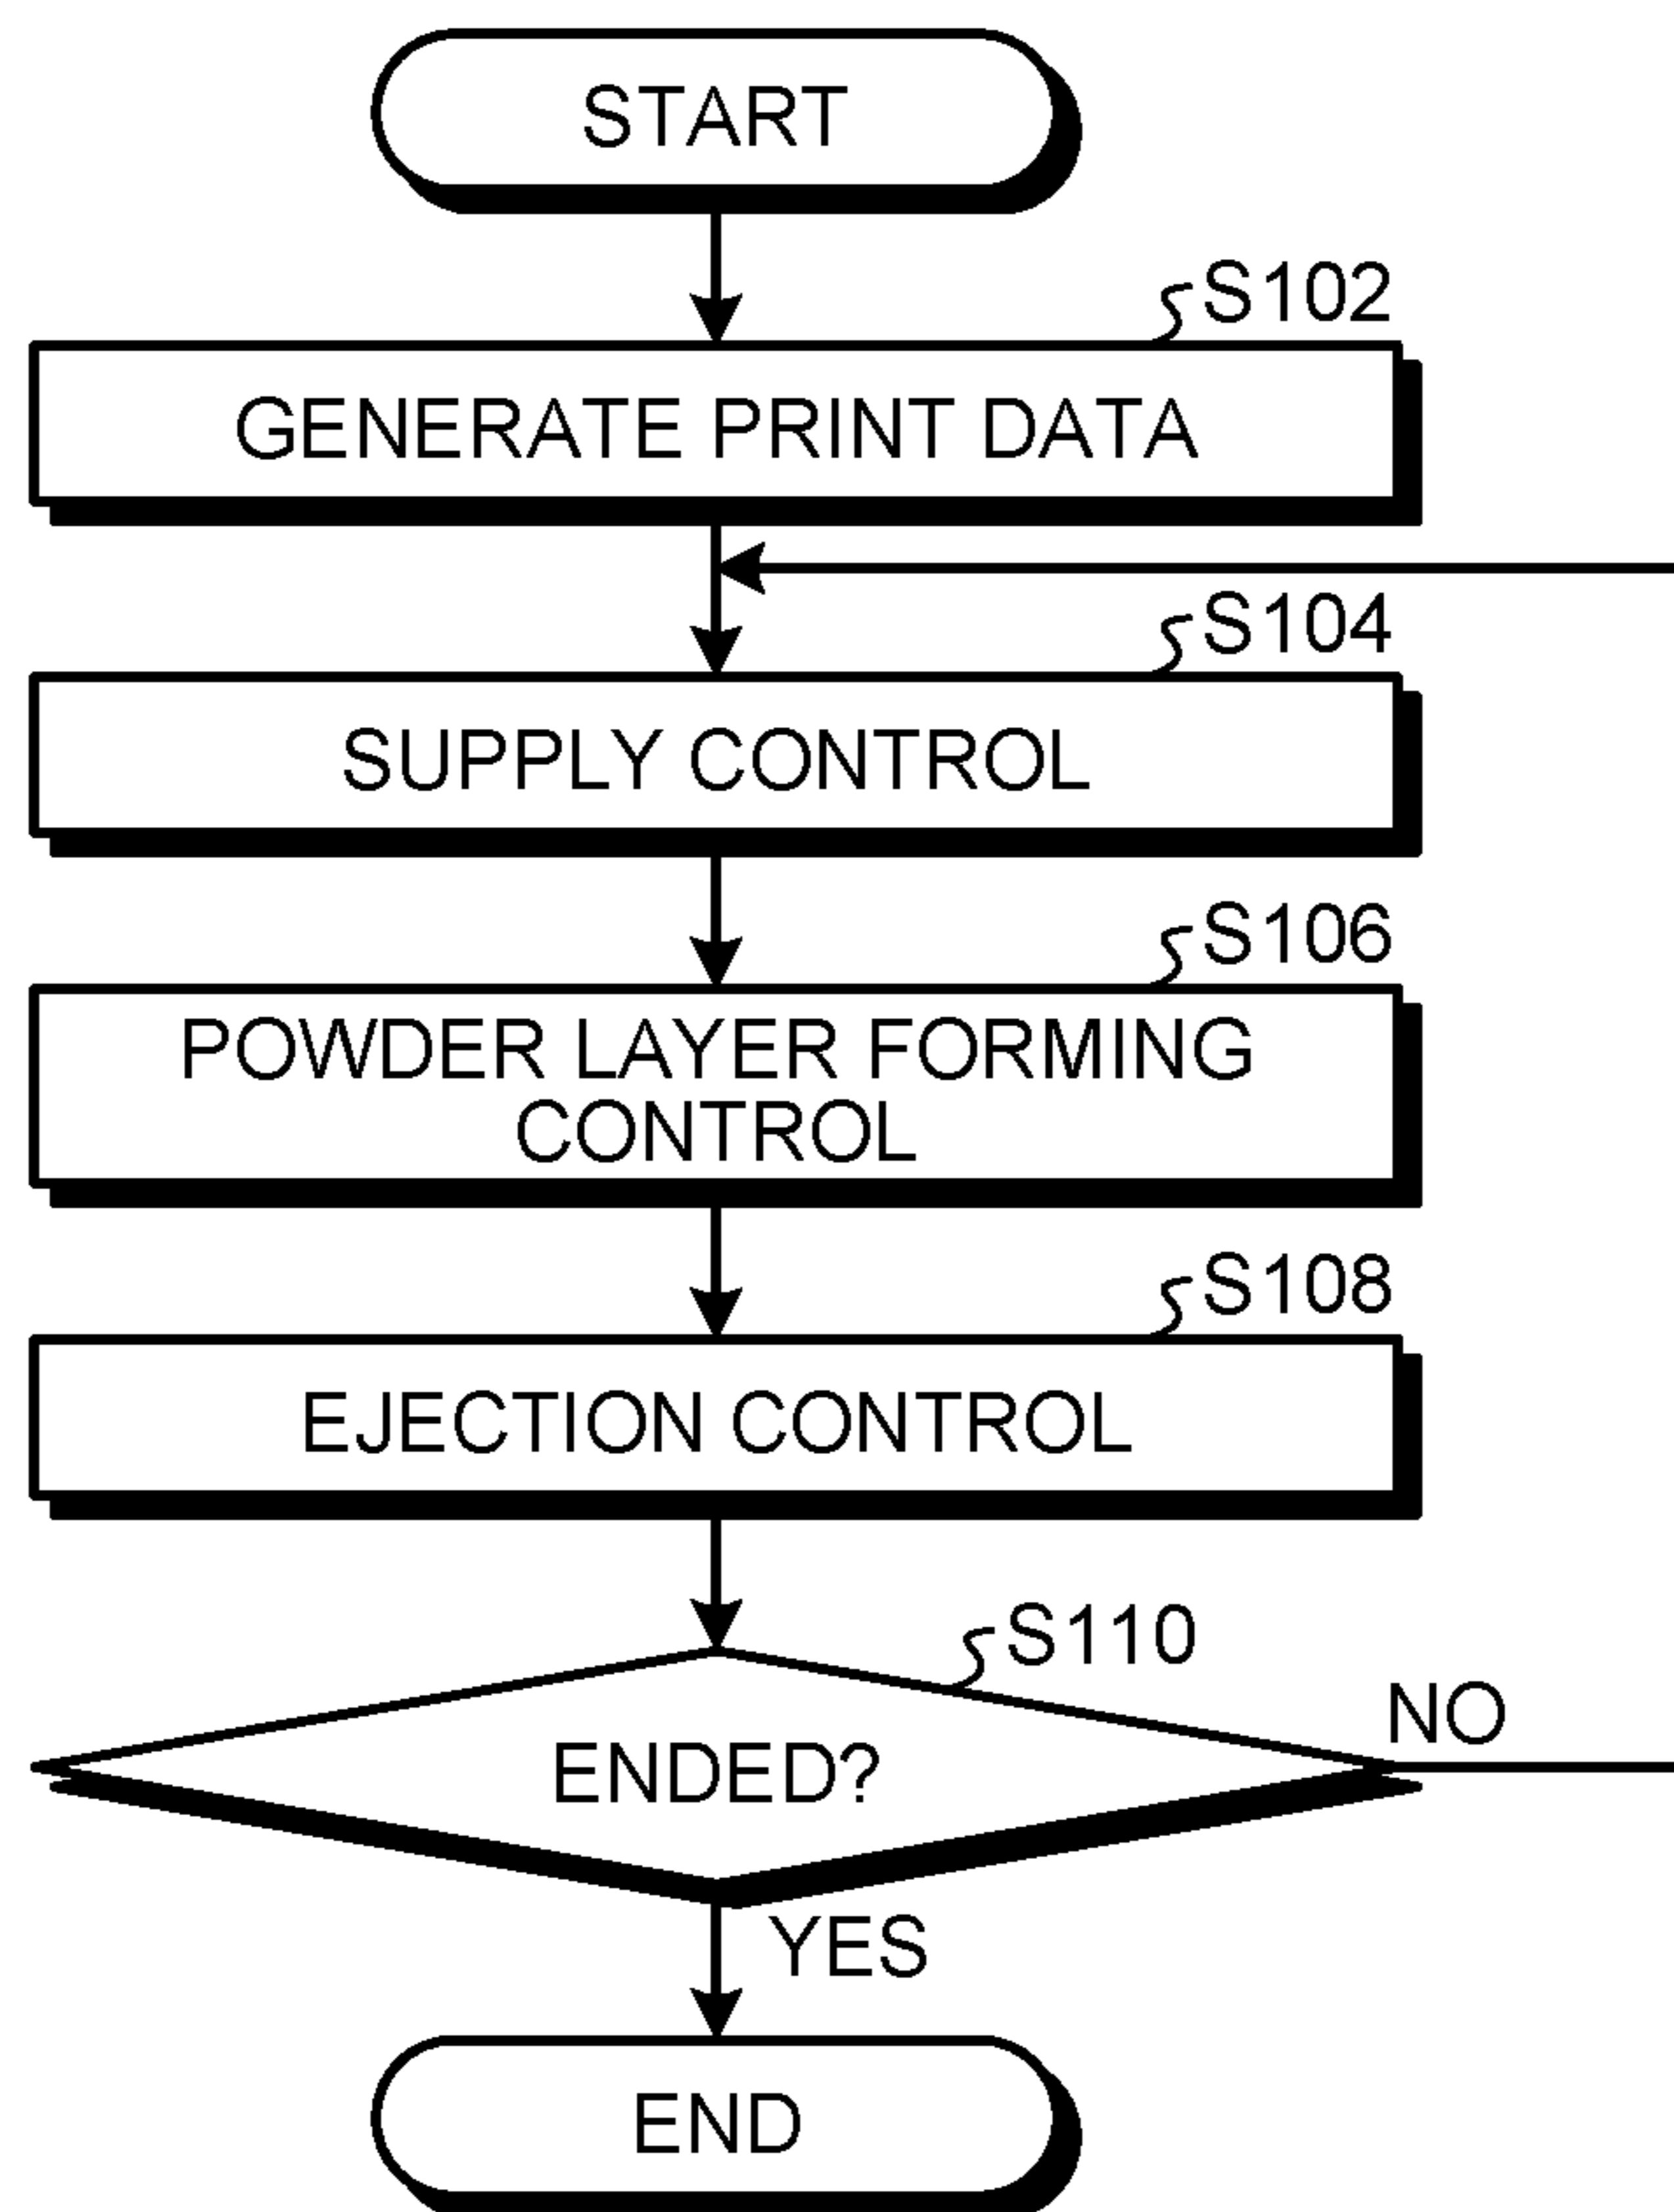 START
S102
GENERATE PRINT DATA
S104
SUPPLY CONTROL
S106
POWDER LAYER FORMING
CONTROL
S108
EJECTION CONTROL
S110
NO
ENDED?
YES
END